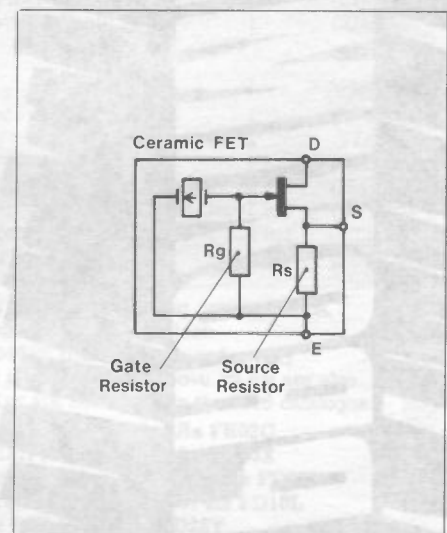 Ceramic FET
D
S
Rg
Rs
E
Gate
Resistor
Source
Resistor